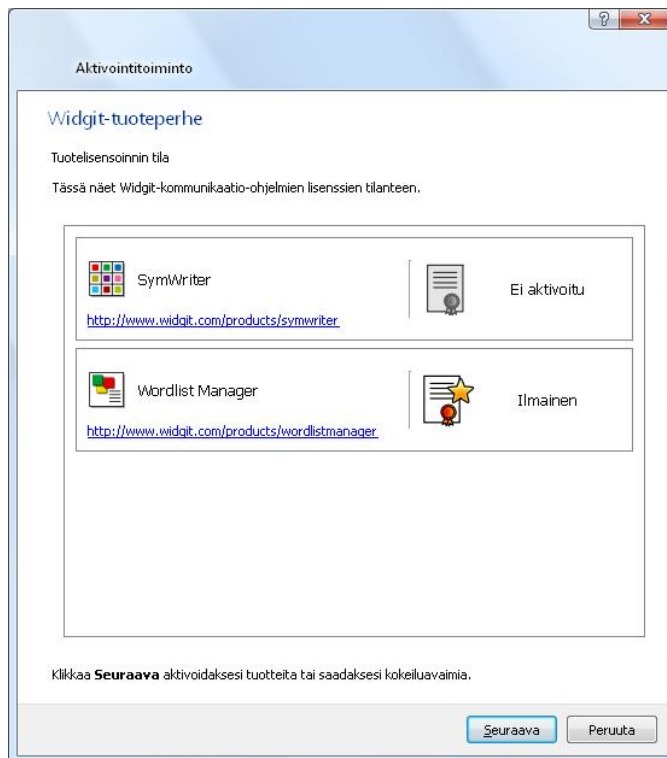 Aktivointitoiminto
Widgit-tuoteperhe
Tuotelisensoinnin tila
Tässä näet Widgit-kommunikaatio-ohjelmien lisenssien tilanteen.
SymWriter
Ei aktivoitu
http://www.widgit.com/products/symwriter
Wordlist Manager
Ilmainen
http://www.widgit.com/products/wordlistmanager
Klikkaa Seuraava aktivoidaksesi tuotteita tai saadaksesi kokeiluavaimia.
Seuraava Peruuta